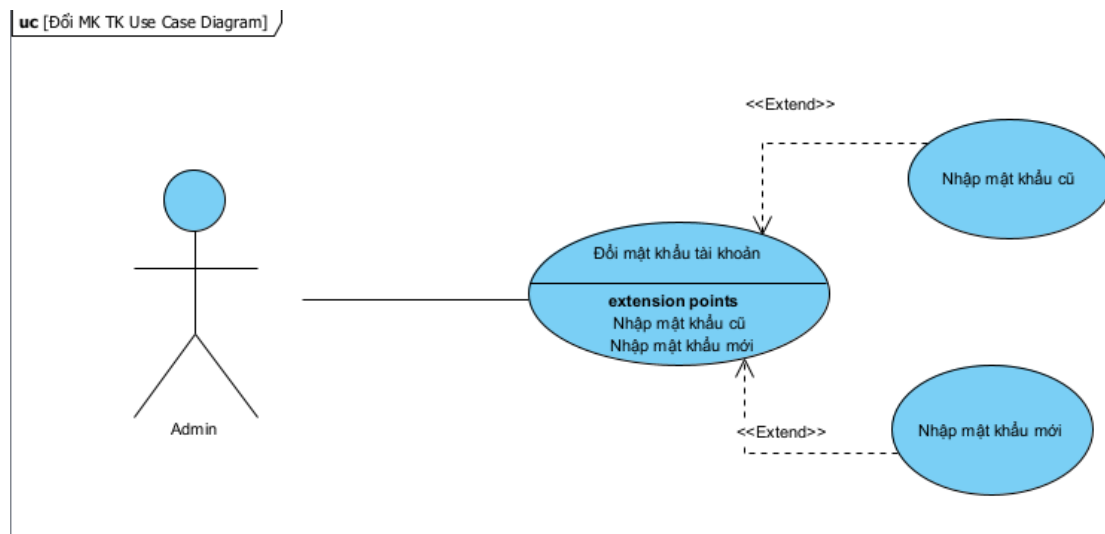 uc [Đổi MK TK Use Case Diagram]
<<Extend>>
Nhập mật khẩu cũ
Đổi mật khẩu tài khoản
extension points
Nhập mật khẩu cũ
Nhập mật khẩu mới
Admin
<<Extend>>
Nhập mật khẩu mới